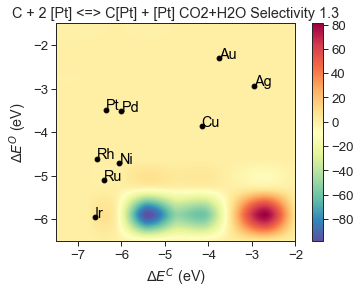 C + 2 [Pt] <=> C[Pt] + [Pt] CO2+H2O Selectivity 1.3
−2
−3
−4
−5
−6
ΔE^O (eV)
Au
Ag
Pt
Pd
Cu
Rh
Ni
Ru
Ir
−7
−6
−5
−4
−3
−2
ΔE^C (eV)
80
60
40
20
0
−20
−40
−60
−80